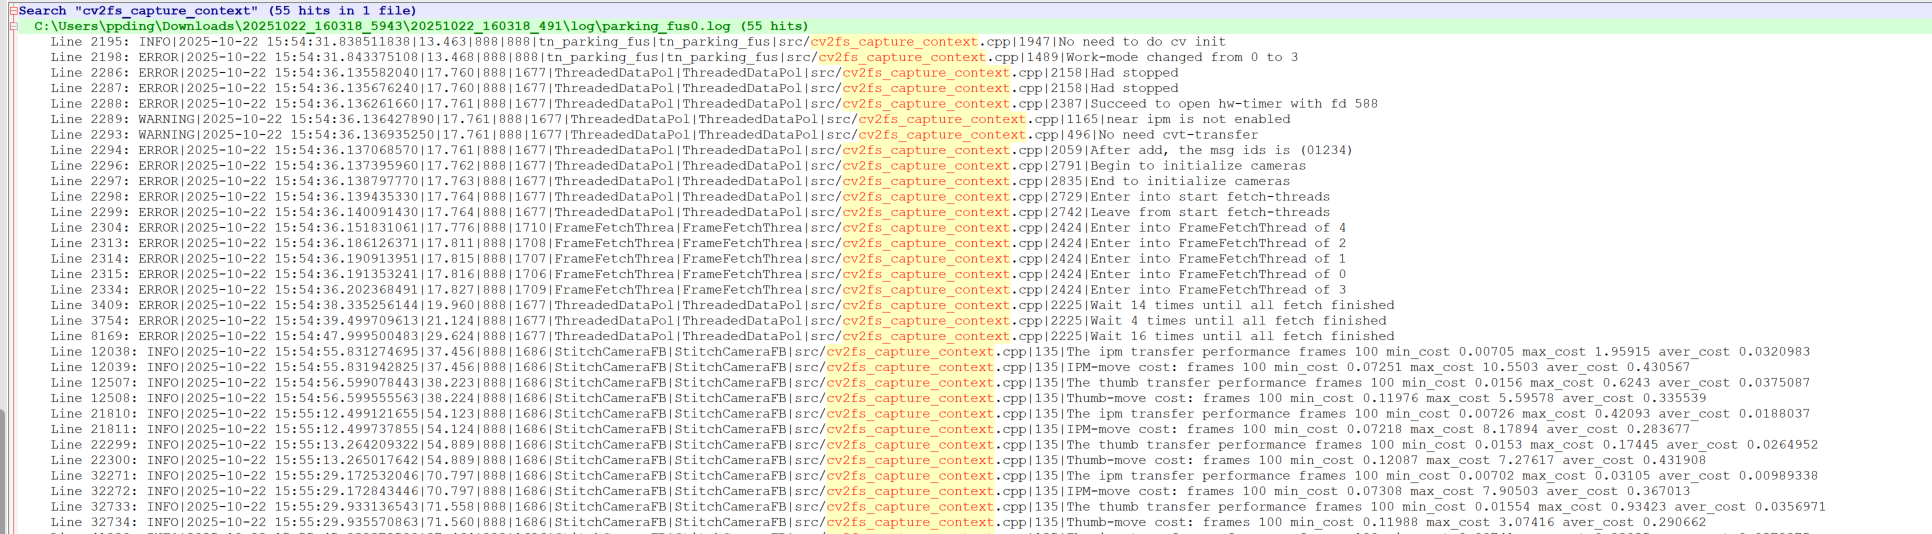 Search "cv2fs_capture_context" (55 hits in 1 file)
C:\Users\ppding\Downloads\20251022_160318_5943\20251022_160318_491\log\parking_fus0.log (55 hits)
Line 2195: INFO|2025-10-22 15:54:31.838511838|13.463|888|888|tn_parking_fus|tn_parking_fus|src/cv2fs_capture_context.cpp|1947|No need to do cv init
Line 2198: ERROR|2025-10-22 15:54:31.843375108|13.468|888|888|tn_parking_fus|tn_parking_fus|src/cv2fs_capture_context.cpp|1489|Work-mode changed from 0 to 3
Line 2286: ERROR|2025-10-22 15:54:36.135582040|17.760|888|1677|ThreadedDataPol|ThreadedDataPol|src/cv2fs_capture_context.cpp|2158|Had stopped
Line 2287: ERROR|2025-10-22 15:54:36.135676240|17.760|888|1677|ThreadedDataPol|ThreadedDataPol|src/cv2fs_capture_context.cpp|2158|Had stopped
Line 2288: ERROR|2025-10-22 15:54:36.136261660|17.761|888|1677|ThreadedDataPol|ThreadedDataPol|src/cv2fs_capture_context.cpp|2387|Succeed to open hw-timer with fd 588
Line 2289: WARNING|2025-10-22 15:54:36.136427890|17.761|888|1677|ThreadedDataPol|ThreadedDataPol|src/cv2fs_capture_context.cpp|1165|near ipm is not enabled
Line 2293: WARNING|2025-10-22 15:54:36.136935250|17.761|888|1677|ThreadedDataPol|ThreadedDataPol|src/cv2fs_capture_context.cpp|496|No need cvt-transfer
Line 2294: ERROR|2025-10-22 15:54:36.137068570|17.761|888|1677|ThreadedDataPol|ThreadedDataPol|src/cv2fs_capture_context.cpp|2059|After add, the msg ids is (01234)
Line 2296: ERROR|2025-10-22 15:54:36.137395960|17.762|888|1677|ThreadedDataPol|ThreadedDataPol|src/cv2fs_capture_context.cpp|2791|Begin to initialize cameras
Line 2297: ERROR|2025-10-22 15:54:36.138797770|17.763|888|1677|ThreadedDataPol|ThreadedDataPol|src/cv2fs_capture_context.cpp|2835|End to initialize cameras
Line 2298: ERROR|2025-10-22 15:54:36.139435330|17.764|888|1677|ThreadedDataPol|ThreadedDataPol|src/cv2fs_capture_context.cpp|2729|Enter into start fetch-threads
Line 2299: ERROR|2025-10-22 15:54:36.140091430|17.764|888|1677|ThreadedDataPol|ThreadedDataPol|src/cv2fs_capture_context.cpp|2742|Leave from start fetch-threads
Line 2304: ERROR|2025-10-22 15:54:36.151831061|17.776|888|1710|FrameFetchThrea|FrameFetchThrea|src/cv2fs_capture_context.cpp|2424|Enter into FrameFetchThread of 4
Line 2313: ERROR|2025-10-22 15:54:36.186126371|17.811|888|1708|FrameFetchThrea|FrameFetchThrea|src/cv2fs_capture_context.cpp|2424|Enter into FrameFetchThread of 2
Line 2314: ERROR|2025-10-22 15:54:36.190913951|17.815|888|1707|FrameFetchThrea|FrameFetchThrea|src/cv2fs_capture_context.cpp|2424|Enter into FrameFetchThread of 1
Line 2315: ERROR|2025-10-22 15:54:36.191353241|17.816|888|1706|FrameFetchThrea|FrameFetchThrea|src/cv2fs_capture_context.cpp|2424|Enter into FrameFetchThread of 0
Line 2334: ERROR|2025-10-22 15:54:36.202368491|17.827|888|1709|FrameFetchThrea|FrameFetchThrea|src/cv2fs_capture_context.cpp|2424|Enter into FrameFetchThread of 3
Line 3409: ERROR|2025-10-22 15:54:38.335256144|19.960|888|1677|ThreadedDataPol|ThreadedDataPol|src/cv2fs_capture_context.cpp|2225|Wait 14 times until all fetch finished
Line 3754: ERROR|2025-10-22 15:54:39.499709613|21.124|888|1677|ThreadedDataPol|ThreadedDataPol|src/cv2fs_capture_context.cpp|2225|Wait 4 times until all fetch finished
Line 8169: ERROR|2025-10-22 15:54:47.999500483|29.624|888|1677|ThreadedDataPol|ThreadedDataPol|src/cv2fs_capture_context.cpp|2225|Wait 16 times until all fetch finished
Line 12038: INFO|2025-10-22 15:54:55.831274695|37.456|888|1686|StitchCameraFB|StitchCameraFB|src/cv2fs_capture_context.cpp|135|The ipm transfer performance frames 100 min_cost 0.00705 max_cost 1.95915 aver_cost 0.0320983
Line 12039: INFO|2025-10-22 15:54:55.831942825|37.456|888|1686|StitchCameraFB|StitchCameraFB|src/cv2fs_capture_context.cpp|135|IPM-move cost: frames 100 min_cost 0.07251 max_cost 10.5503 aver_cost 0.430567
Line 12507: INFO|2025-10-22 15:54:56.599078443|38.223|888|1686|StitchCameraFB|StitchCameraFB|src/cv2fs_capture_context.cpp|135|The thumb transfer performance frames 100 min_cost 0.0156 max_cost 0.6243 aver_cost 0.0375087
Line 12508: INFO|2025-10-22 15:54:56.599555563|38.224|888|1686|StitchCameraFB|StitchCameraFB|src/cv2fs_capture_context.cpp|135|Thumb-move cost: frames 100 min_cost 0.11976 max_cost 5.59578 aver_cost 0.335539
Line 21810: INFO|2025-10-22 15:55:12.499121655|54.123|888|1686|StitchCameraFB|StitchCameraFB|src/cv2fs_capture_context.cpp|135|The ipm transfer performance frames 100 min_cost 0.00726 max_cost 0.42093 aver_cost 0.0188037
Line 21811: INFO|2025-10-22 15:55:12.499737855|54.124|888|1686|StitchCameraFB|StitchCameraFB|src/cv2fs_capture_context.cpp|135|IPM-move cost: frames 100 min_cost 0.07218 max_cost 8.17894 aver_cost 0.283677
Line 22299: INFO|2025-10-22 15:55:13.264209322|54.889|888|1686|StitchCameraFB|StitchCameraFB|src/cv2fs_capture_context.cpp|135|The thumb transfer performance frames 100 min_cost 0.0153 max_cost 0.17445 aver_cost 0.0264952
Line 22300: INFO|2025-10-22 15:55:13.265017642|54.889|888|1686|StitchCameraFB|StitchCameraFB|src/cv2fs_capture_context.cpp|135|Thumb-move cost: frames 100 min_cost 0.12087 max_cost 7.27617 aver_cost 0.431908
Line 32271: INFO|2025-10-22 15:55:29.172532046|70.797|888|1686|StitchCameraFB|StitchCameraFB|src/cv2fs_capture_context.cpp|135|The ipm transfer performance frames 100 min_cost 0.00702 max_cost 0.03105 aver_cost 0.00989338
Line 32272: INFO|2025-10-22 15:55:29.172843446|70.797|888|1686|StitchCameraFB|StitchCameraFB|src/cv2fs_capture_context.cpp|135|IPM-move cost: frames 100 min_cost 0.07308 max_cost 7.90503 aver_cost 0.367013
Line 32733: INFO|2025-10-22 15:55:29.933136543|71.558|888|1686|StitchCameraFB|StitchCameraFB|src/cv2fs_capture_context.cpp|135|The thumb transfer performance frames 100 min_cost 0.01554 max_cost 0.93423 aver_cost 0.0356971
Line 32734: INFO|2025-10-22 15:55:29.935570863|71.560|888|1686|StitchCameraFB|StitchCameraFB|src/cv2fs_capture_context.cpp|135|Thumb-move cost: frames 100 min_cost 0.11988 max_cost 3.07416 aver_cost 0.290662